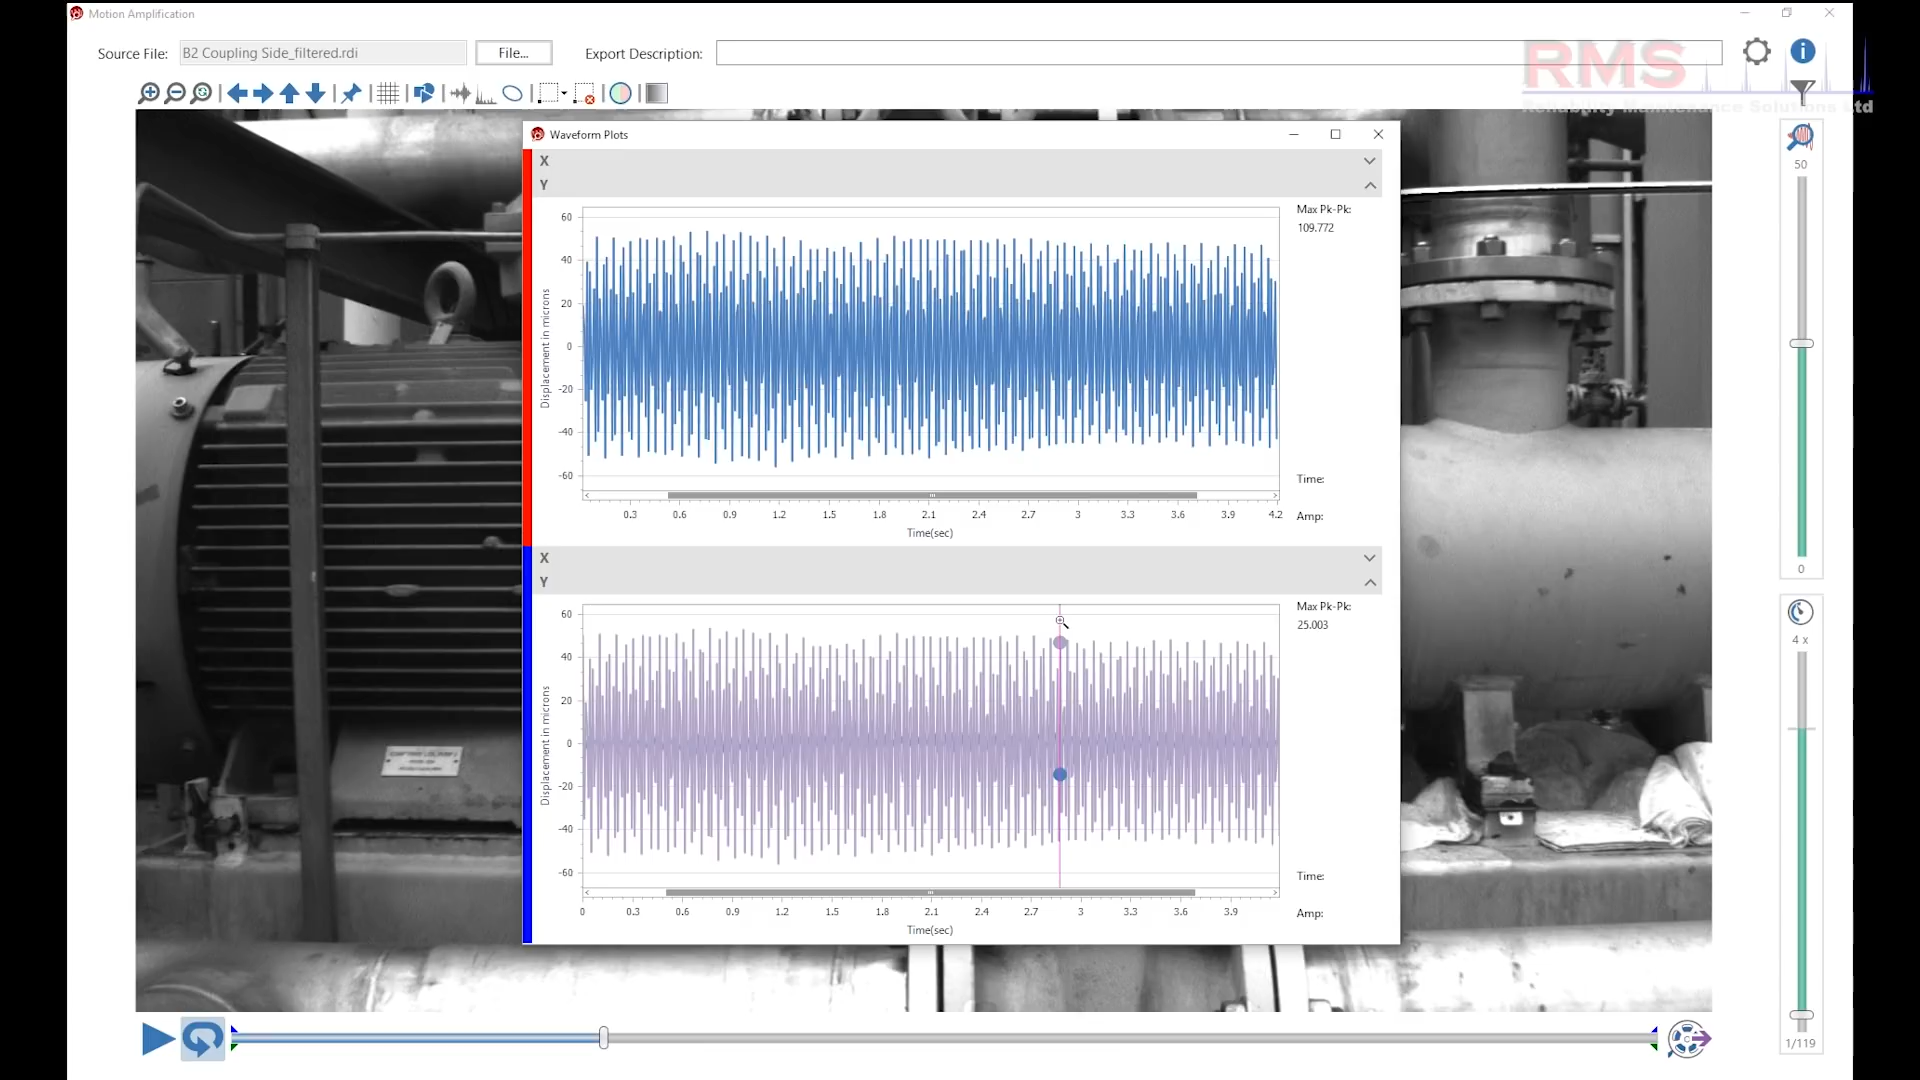 Motion Amplification
Source File: B2 Coupling Side_filtered.rdi File... Export Description:
RMS
Reliability Maintenance Solutions Ltd
Waveform Plots
X
Y
Max Pk-Pk:
109.772
60
40
20
0
-20
-40
-60
Displacement in microns
0.3 0.6 0.9 1.2 1.5 1.8 2.1 2.4 2.7 3 3.3 3.6 3.9 4.2
Time(sec)
Time:
Amp:
X
Y
Max Pk-Pk:
25.003
60
40
20
0
-20
-40
-60
Displacement in microns
0 0.3 0.6 0.9 1.2 1.5 1.8 2.1 2.4 2.7 3 3.3 3.6 3.9
Time(sec)
Time:
Amp:
50
0
4 x
1/119